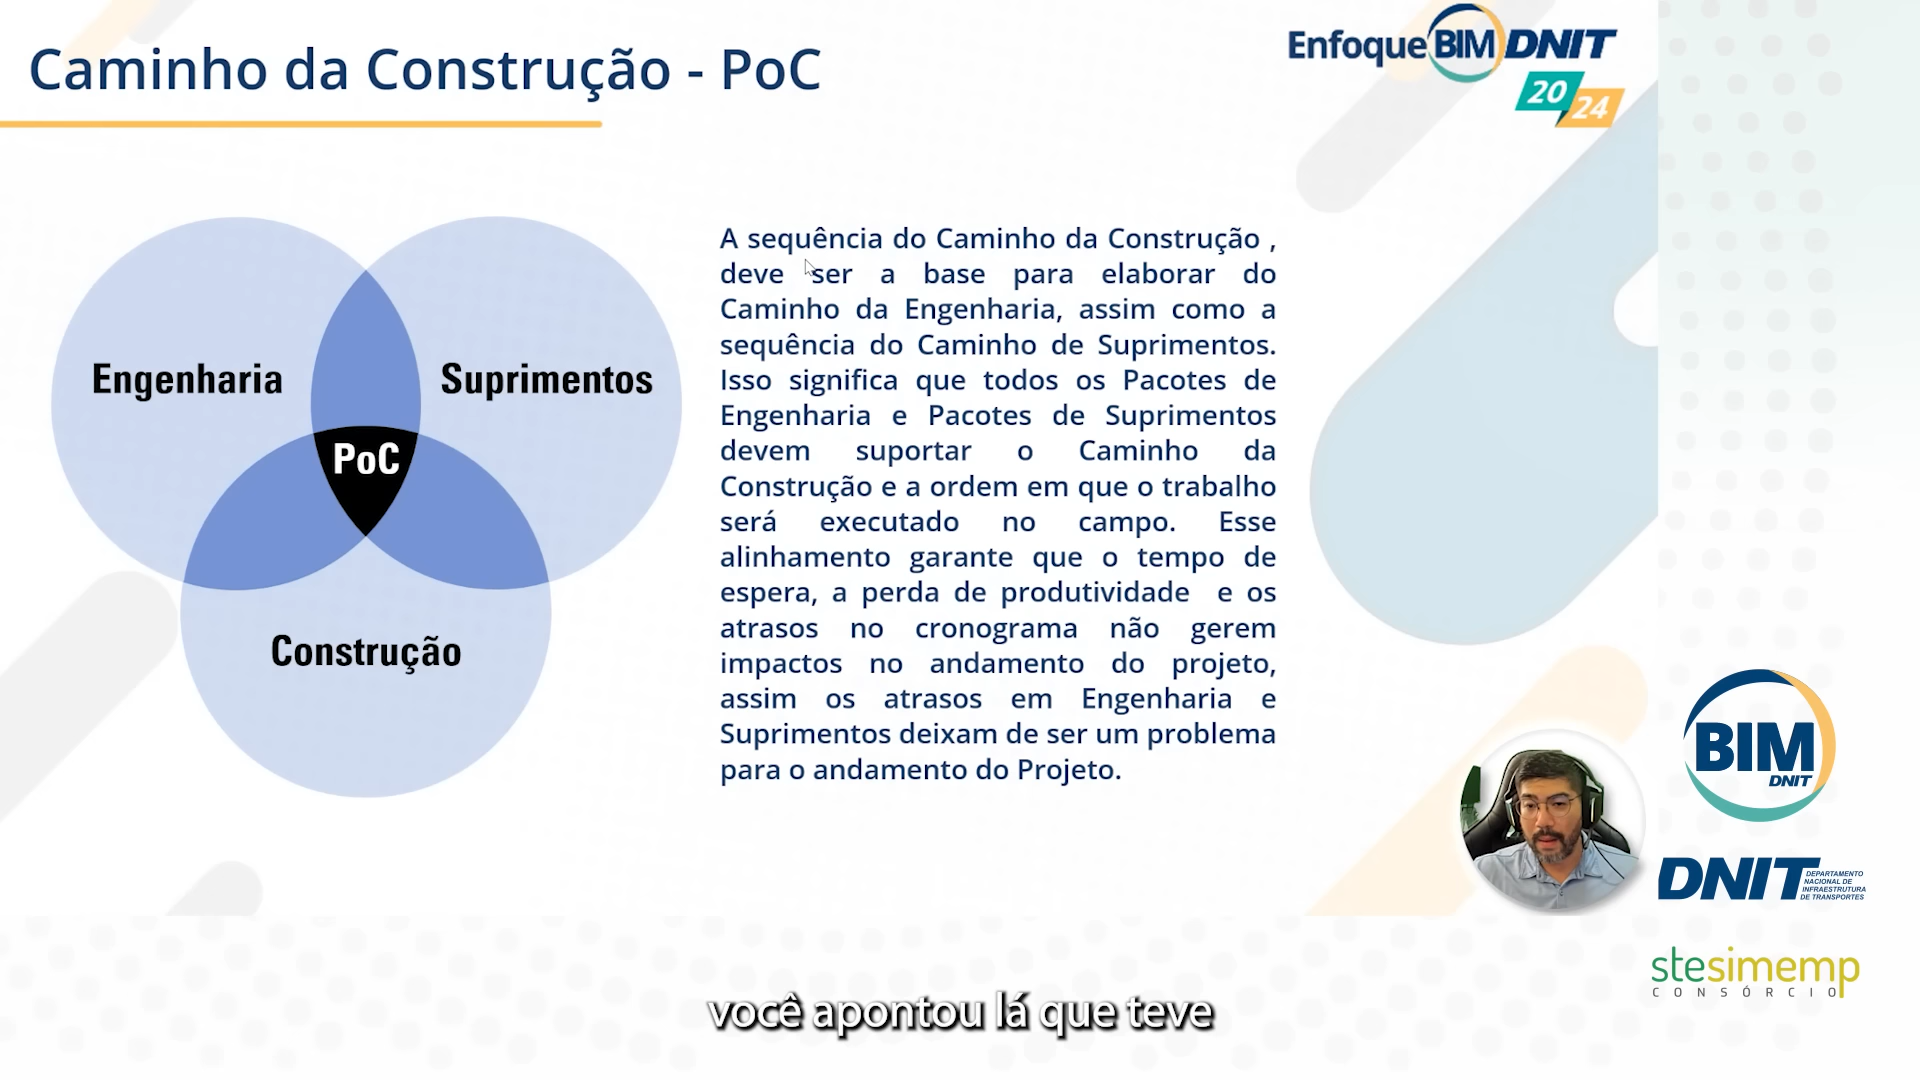 Caminho da Construção - PoC
Enfoque BIM DNIT
20
24
Engenharia
Suprimentos
PoC
Construção
A sequência do Caminho da Construção ,
deve ser a base para elaborar do
Caminho da Engenharia, assim como a
sequência do Caminho de Suprimentos.
Isso significa que todos os Pacotes de
Engenharia e Pacotes de Suprimentos
devem suportar o Caminho da
Construção e a ordem em que o trabalho
será executado no campo. Esse
alinhamento garante que o tempo de
espera, a perda de produtividade e os
atrasos no cronograma não gerem
impactos no andamento do projeto,
assim os atrasos em Engenharia e
Suprimentos deixam de ser um problema
para o andamento do Projeto.
BIM
DNIT
DNIT
DEPARTAMENTO
NACIONAL DE
INFRAESTRUTURA
DE TRANSPORTES
stesimemp
CONSÓRCIO
você apontou lá que teve